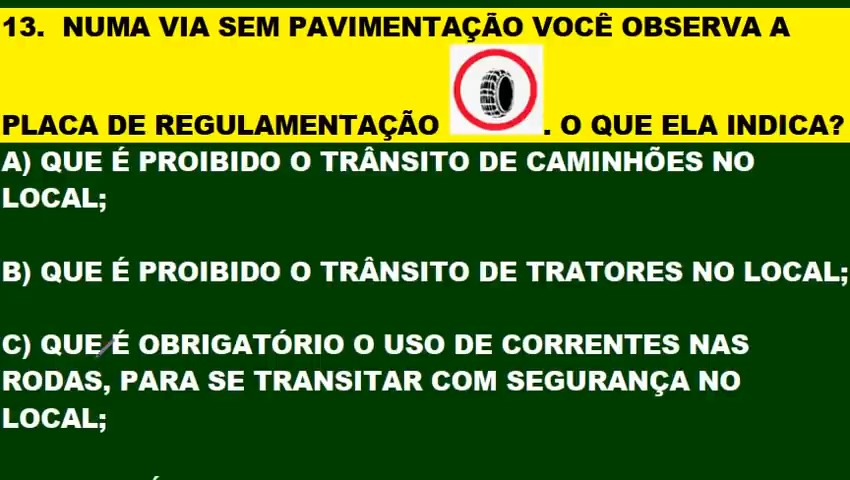 13. NUMA VIA SEM PAVIMENTAÇÃO VOCÊ OBSERVA A
PLACA DE REGULAMENTAÇÃO . O QUE ELA INDICA?
A) QUE É PROIBIDO O TRÂNSITO DE CAMINHÕES NO
LOCAL;
B) QUE É PROIBIDO O TRÂNSITO DE TRATORES NO LOCAL;
C) QUE É OBRIGATÓRIO O USO DE CORRENTES NAS
RODAS, PARA SE TRANSITAR COM SEGURANÇA NO
LOCAL;